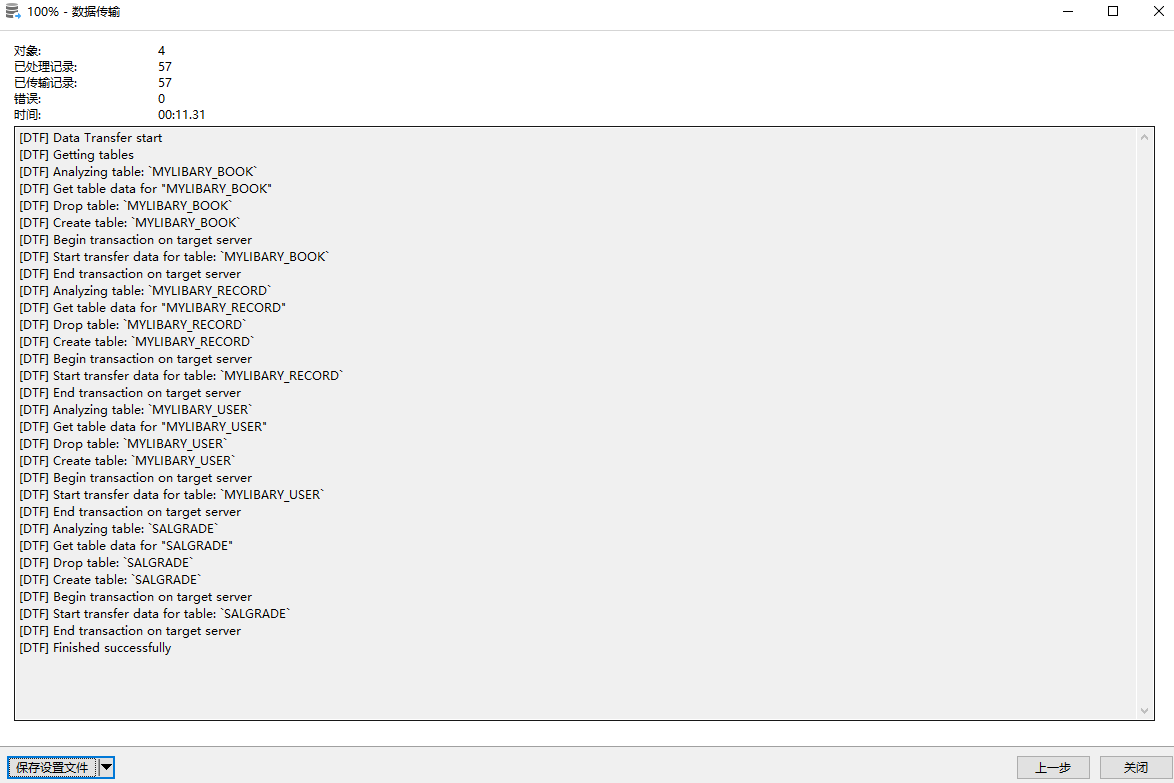 100% - 数据传输
对象: 4
已处理记录: 57
已传输记录: 57
错误: 0
时间: 00:11.31
[DTF] Data Transfer start
[DTF] Getting tables
[DTF] Analyzing table: `MYLIBARY_BOOK`
[DTF] Get table data for "MYLIBARY_BOOK"
[DTF] Drop table: `MYLIBARY_BOOK`
[DTF] Create table: `MYLIBARY_BOOK`
[DTF] Begin transaction on target server
[DTF] Start transfer data for table: `MYLIBARY_BOOK`
[DTF] End transaction on target server
[DTF] Analyzing table: `MYLIBARY_RECORD`
[DTF] Get table data for "MYLIBARY_RECORD"
[DTF] Drop table: `MYLIBARY_RECORD`
[DTF] Create table: `MYLIBARY_RECORD`
[DTF] Begin transaction on target server
[DTF] Start transfer data for table: `MYLIBARY_RECORD`
[DTF] End transaction on target server
[DTF] Analyzing table: `MYLIBARY_USER`
[DTF] Get table data for "MYLIBARY_USER"
[DTF] Drop table: `MYLIBARY_USER`
[DTF] Create table: `MYLIBARY_USER`
[DTF] Begin transaction on target server
[DTF] Start transfer data for table: `MYLIBARY_USER`
[DTF] End transaction on target server
[DTF] Analyzing table: `SALGRADE`
[DTF] Get table data for "SALGRADE"
[DTF] Drop table: `SALGRADE`
[DTF] Create table: `SALGRADE`
[DTF] Begin transaction on target server
[DTF] Start transfer data for table: `SALGRADE`
[DTF] End transaction on target server
[DTF] Finished successfully
保存设置文件 上一步 关闭